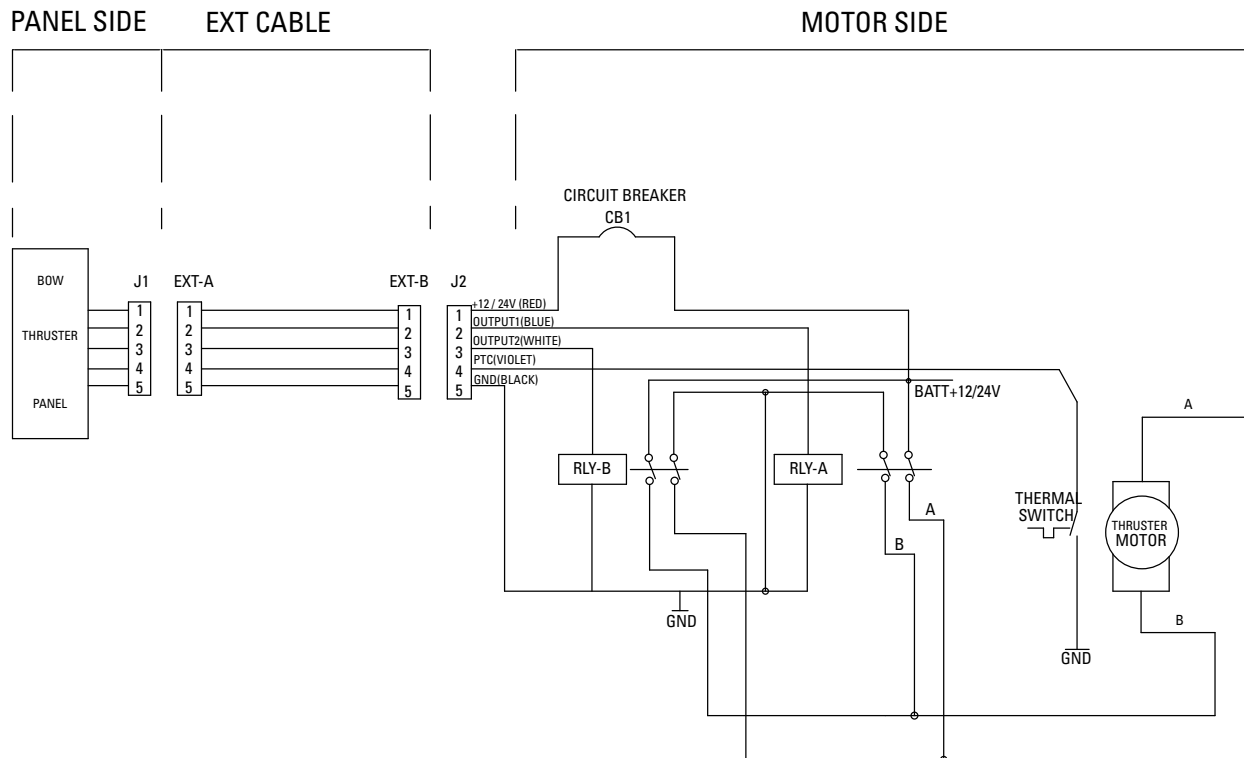 PANEL SIDE
EXT CABLE
MOTOR SIDE
CIRCUIT BREAKER
CB1
BOW
THRUSTER
PANEL
J1
1
2
3
4
5
EXT-A
1
2
3
4
5
EXT-B
1
2
3
4
5
J2
1
2
3
4
5
+12 / 24V (RED)
OUTPUT1(BLUE)
OUTPUT2(WHITE)
PTC(VIOLET)
GND(BLACK)
BATT+12/24V
RLY-B
RLY-A
A
B
GND
THERMAL
SWITCH
GND
A
THRUSTER
MOTOR
B